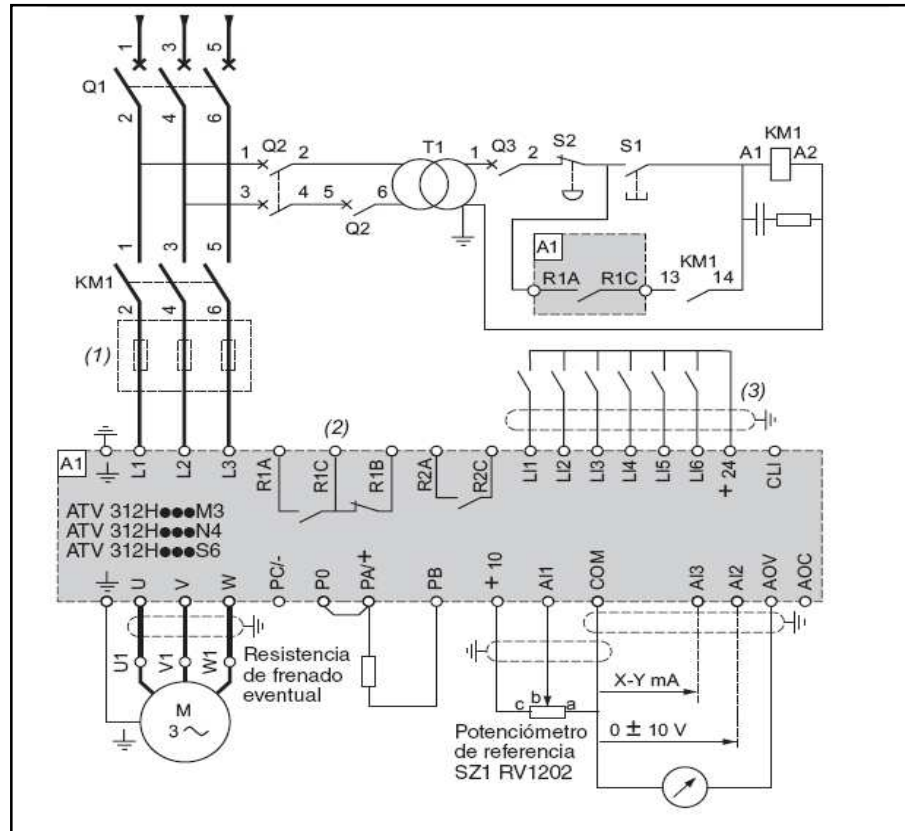 1 3 5
Q1
2 4 6
1 Q2 2
3 4 5 6
Q2
T1
1 Q3 2
S2
S1
KM1
A1 A2
A1
R1A R1C
KM1
13 14
1 3 5
KM1
2 4 6
(1)
(2)
(3)
A1
L1 L2 L3 R1A R1C R1B R2A R2C LI1 LI2 LI3 LI4 LI5 LI6 + 24 CLI
ATV 312H●●●M3
ATV 312H●●●N4
ATV 312H●●●S6
U V W PC/- P0 PA/+ PB + 10 AI1 COM AI3 AI2 AOV AOC
U1 V1 W1
M
3 ~
Resistencia
de frenado
eventual
c b a
Potenciómetro
de referencia
SZ1 RV1202
X-Y mA
0 ± 10 V